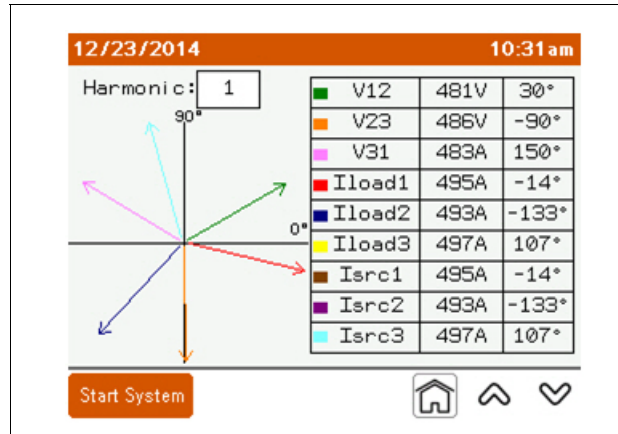 12/23/2014 10:31am
Harmonic: 1
90°
0°
V12 481V 30°
V23 486V -90°
V31 483A 150°
Iload1 495A -14°
Iload2 493A -133°
Iload3 497A 107°
Isrc1 495A -14°
Isrc2 493A -133°
Isrc3 497A 107°
Start System